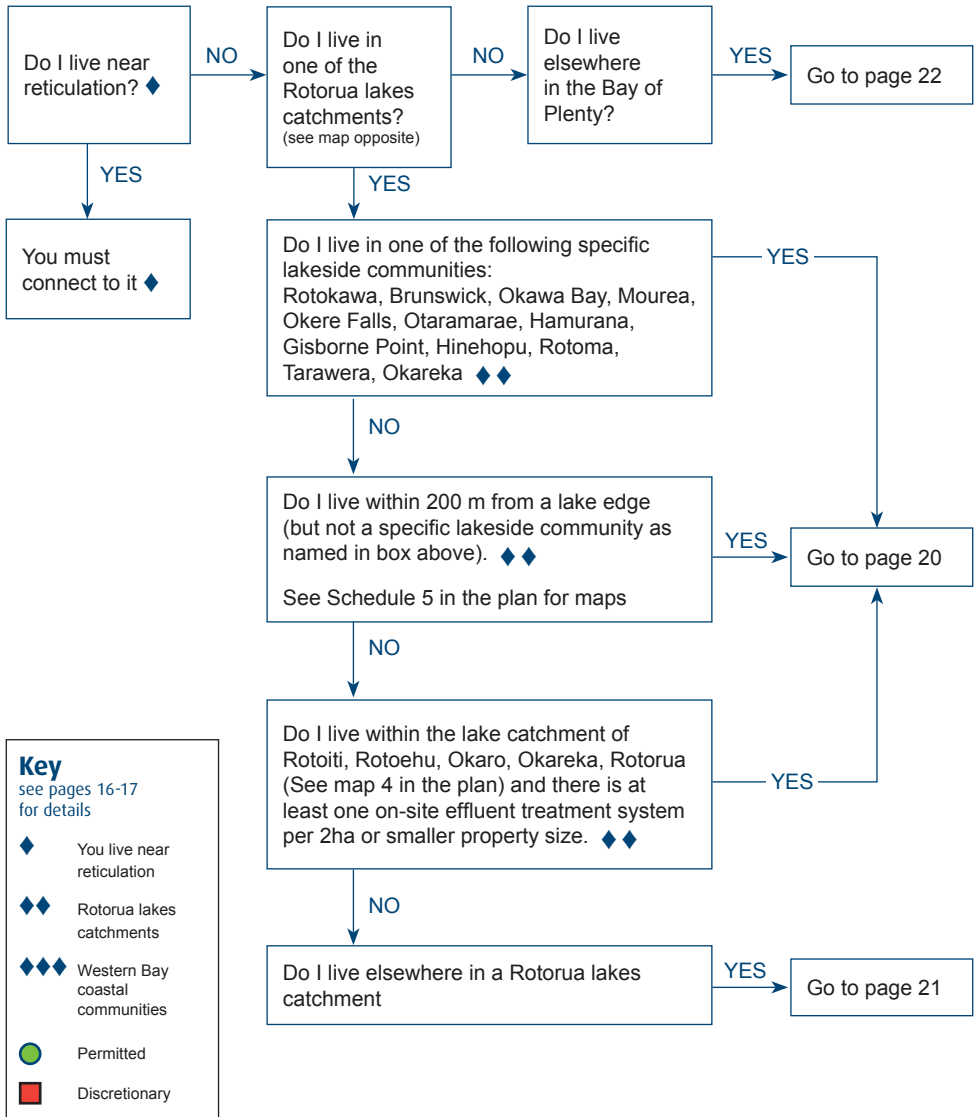 Do I live near
reticulation? ♦
NO
Do I live in
one of the
Rotorua lakes
catchments?
(see map opposite)
NO
Do I live
elsewhere
in the Bay of
Plenty?
YES
Go to page 22
YES
You must
connect to it ♦
YES
Do I live in one of the following specific
lakeside communities:
Rotokawa, Brunswick, Okawa Bay, Mourea,
Okere Falls, Otaramarae, Hamurana,
Gisborne Point, Hinehopu, Rotoma,
Tarawera, Okareka ♦ ♦
YES
NO
Do I live within 200 m from a lake edge
(but not a specific lakeside community as
named in box above). ♦ ♦
See Schedule 5 in the plan for maps
YES
Go to page 20
NO
Do I live within the lake catchment of
Rotoiti, Rotoehu, Okaro, Okareka, Rotorua
(See map 4 in the plan) and there is at
least one on-site effluent treatment system
per 2ha or smaller property size. ♦ ♦
YES
NO
Do I live elsewhere in a Rotorua lakes
catchment
YES
Go to page 21
Key
see pages 16-17
for details
♦ You live near
reticulation
♦♦ Rotorua lakes
catchments
♦♦♦ Western Bay
coastal
communities
Permitted
Discretionary